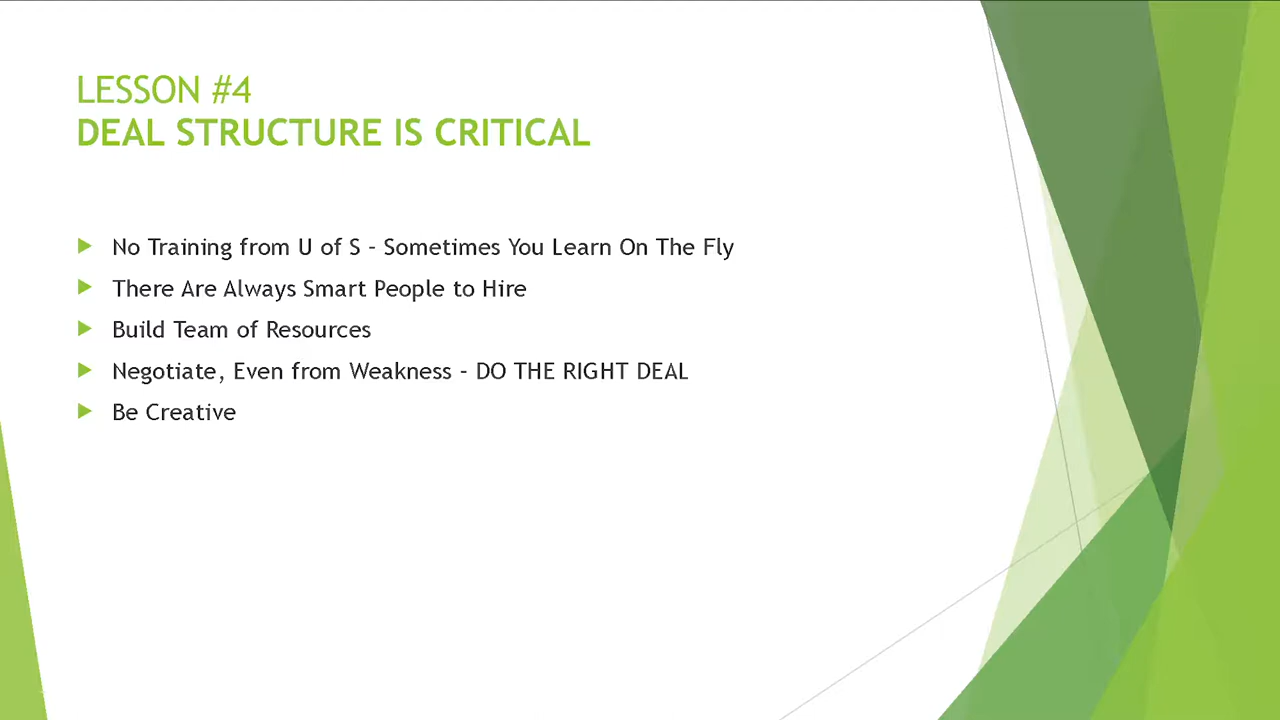 LESSON #4
DEAL STRUCTURE IS CRITICAL
No Training from U of S – Sometimes You Learn On The Fly
There Are Always Smart People to Hire
Build Team of Resources
Negotiate, Even from Weakness – DO THE RIGHT DEAL
Be Creative